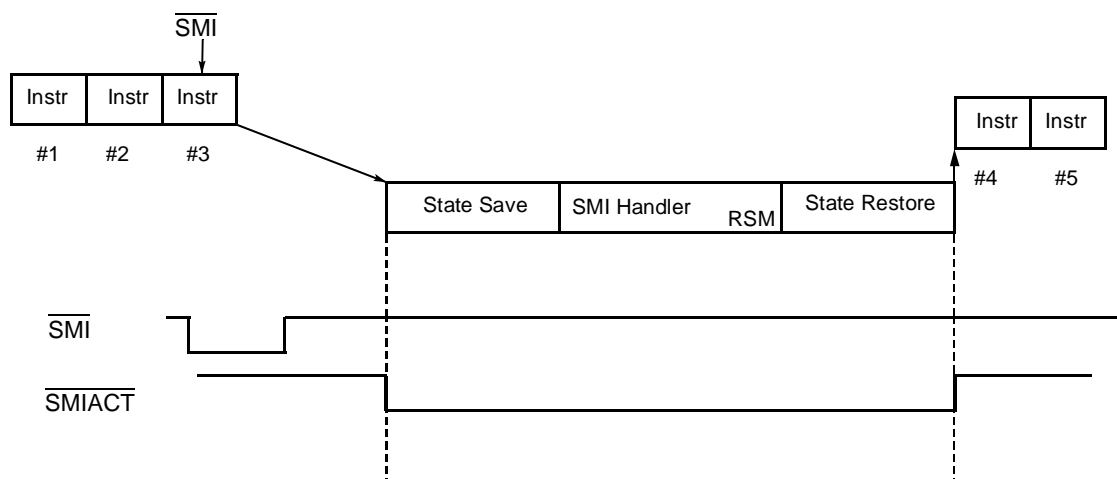 SMI
Instr Instr Instr
Instr Instr
#1 #2 #3
#4 #5
State Save SMI Handler RSM State Restore
SMI
SMIACT